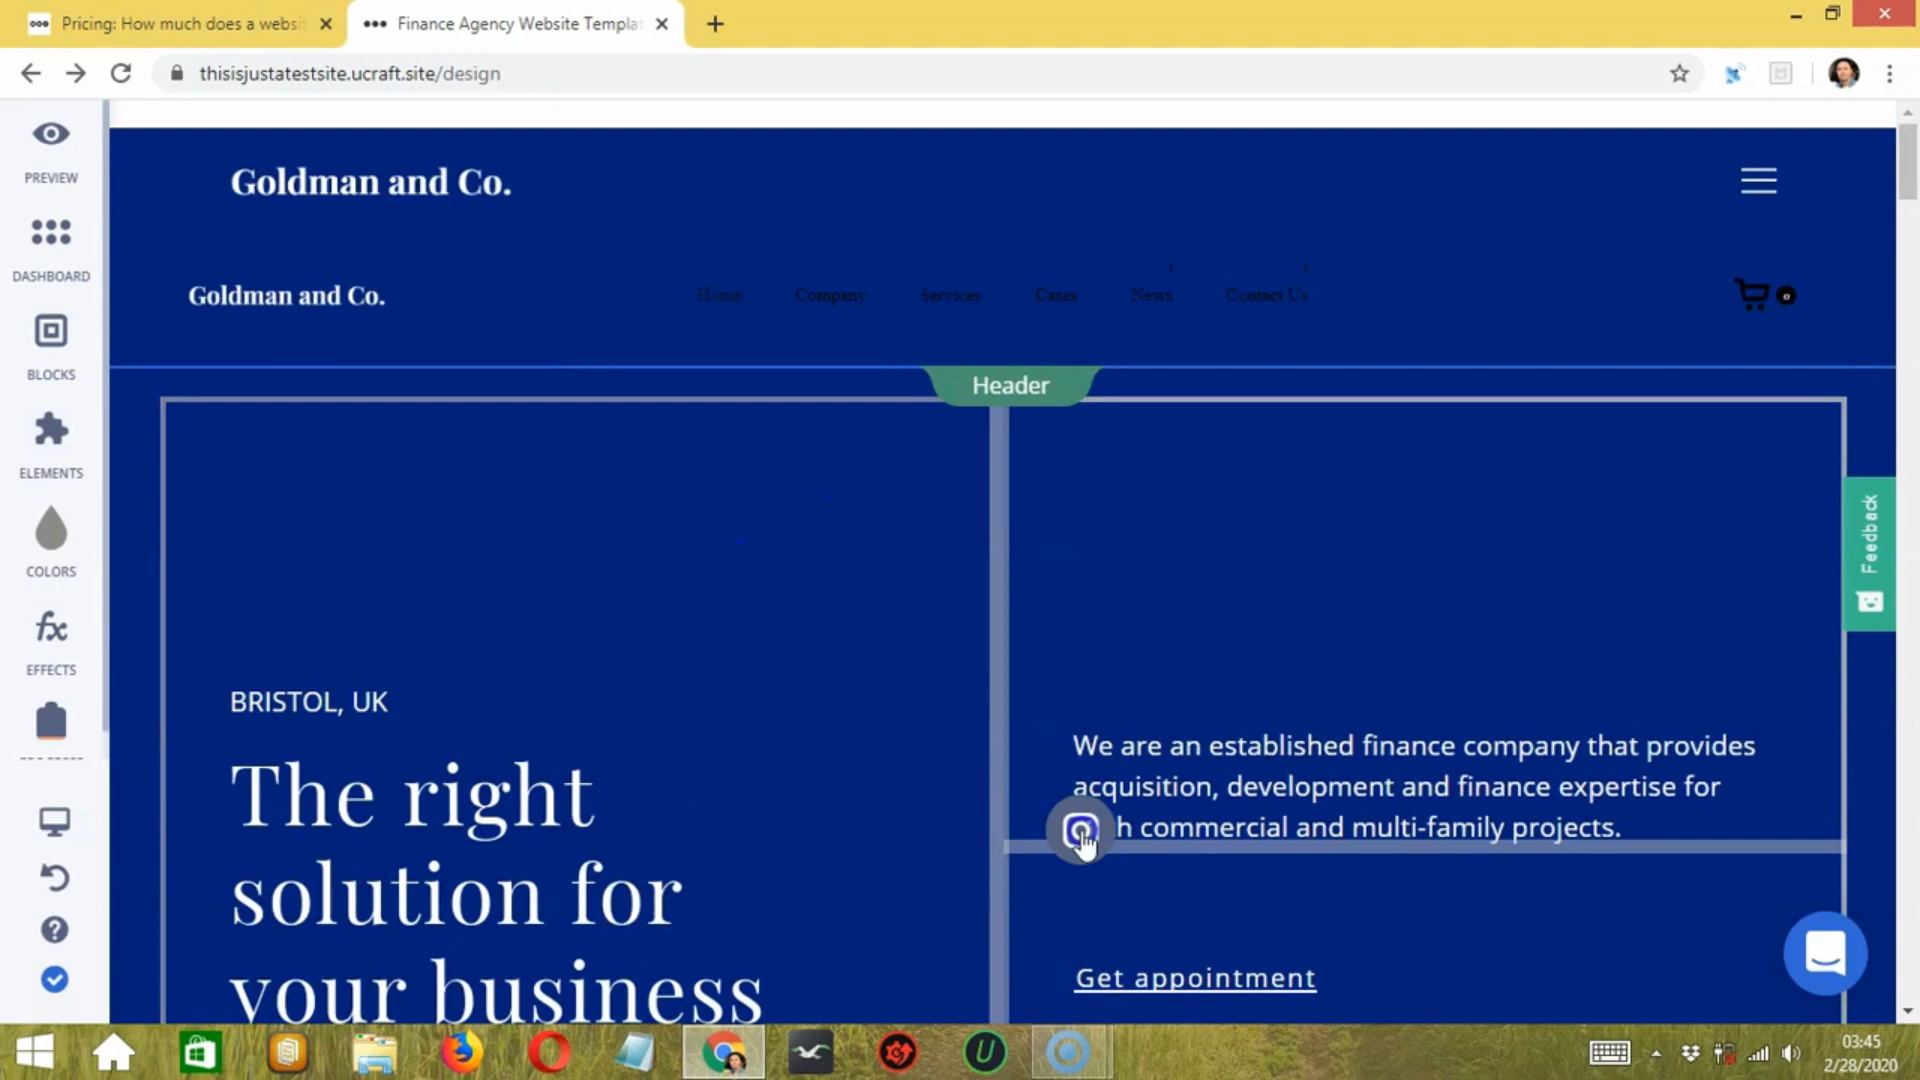 Pricing: How much does a websi
Finance Agency Website Templa
thisisjustatestsite.ucraft.site/design
PREVIEW
DASHBOARD
BLOCKS
ELEMENTS
COLORS
fx
EFFECTS
Goldman and Co.
Goldman and Co.
Home Company Services Cases News Contact Us
0
Header
BRISTOL, UK
The right
solution for
your business
We are an established finance company that provides
acquisition, development and finance expertise for
h commercial and multi-family projects.
Get appointment
Feedback
03:45
2/28/2020